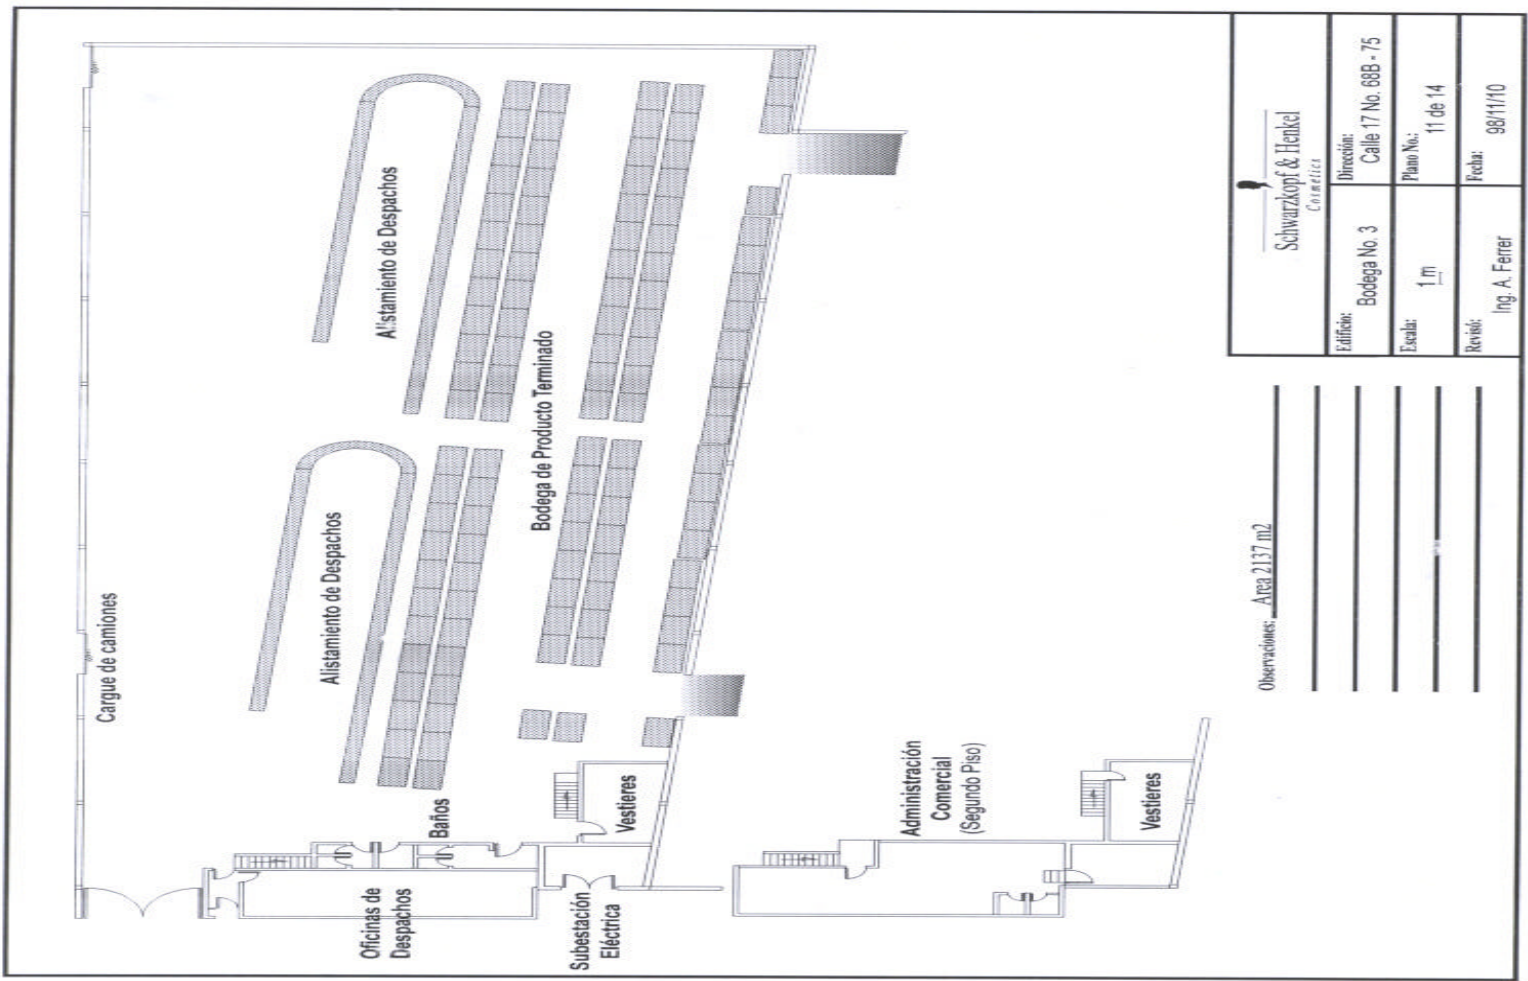 Cargue de camiones
Alistamiento de Despachos
Alistamiento de Despachos
Bodega de Producto Terminado
Baños
Vestieres
Oficinas de
Despachos
Subestación
Eléctrica
Administración
Comercial
(Segundo Piso)
Vestieres
Observaciones: Area 2137 m2
Schwarzkopf & Henkel
Cosmetics
Edificio:
Bodega No. 3
Dirección:
Calle 17 No. 68B - 75
Escala:
1 m
Plano No.:
11 de 14
Revisó:
Ing. A. Ferrer
Fecha:
98/11/10